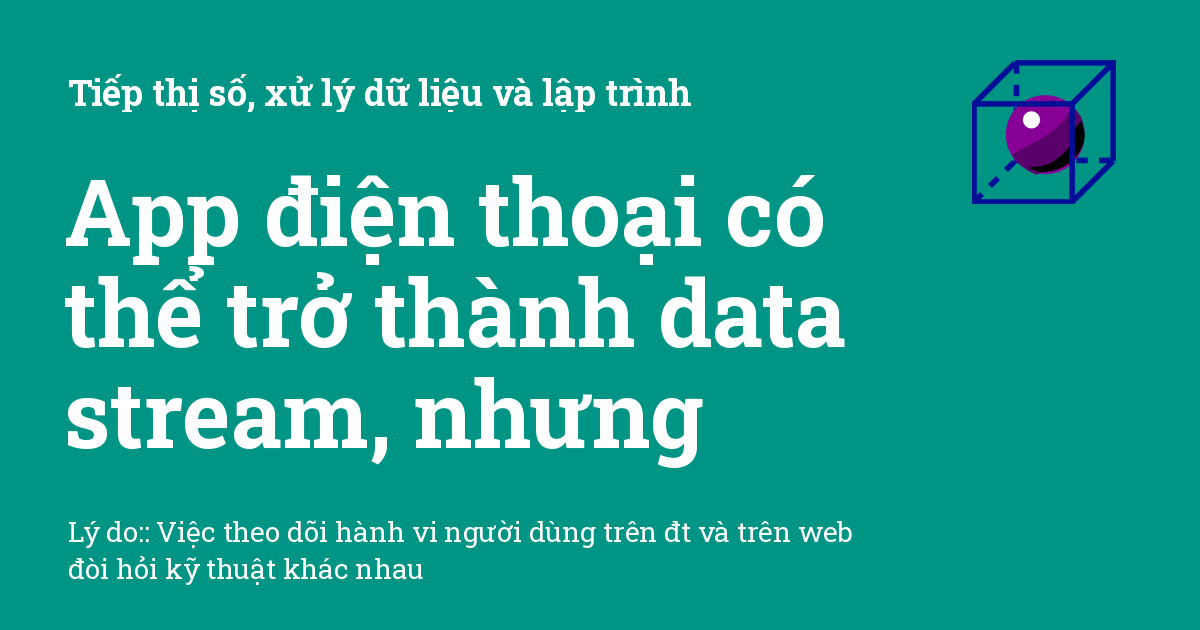 Tiếp thị số, xử lý dữ liệu và lập trình
App điện thoại có
thể trở thành data
stream, nhưng
Lý do:: Việc theo dõi hành vi người dùng trên đt và trên web
đòi hỏi kỹ thuật khác nhau